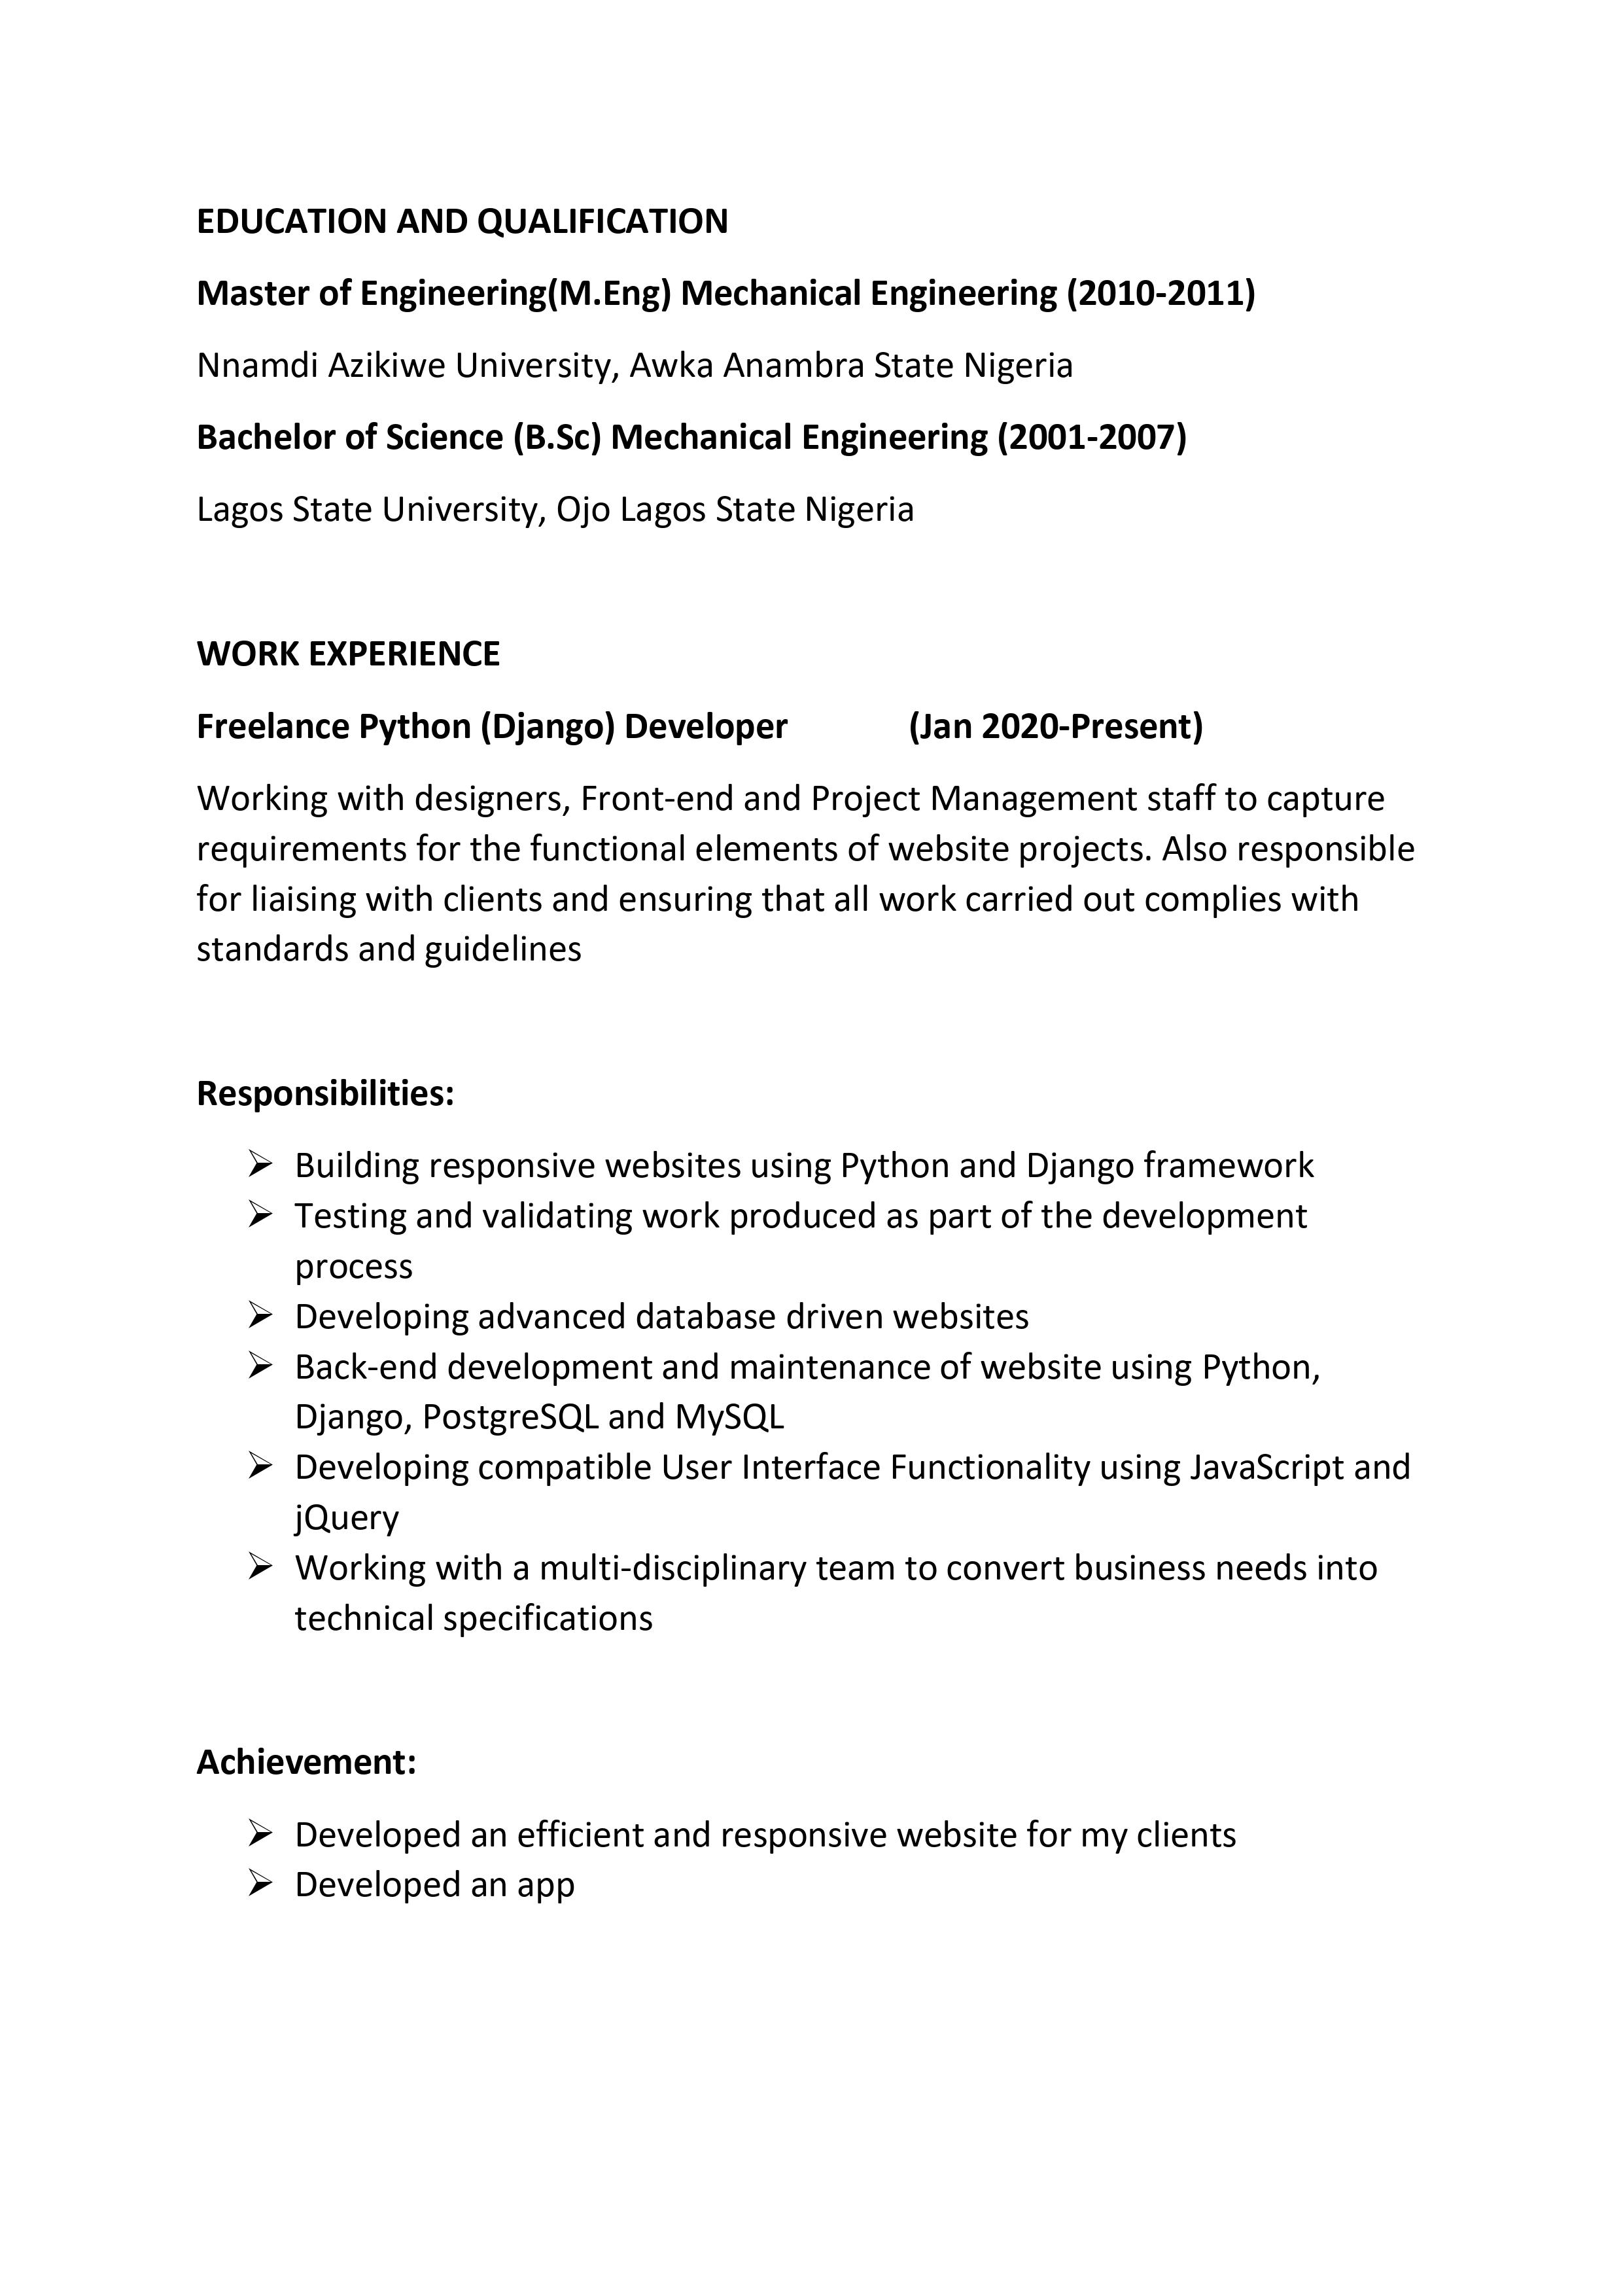 EDUCATION AND QUALIFICATION
Master of Engineering(M.Eng) Mechanical Engineering (2010-2011)
Nnamdi Azikiwe University, Awka Anambra State Nigeria
Bachelor of Science (B.Sc) Mechanical Engineering (2001-2007)
Lagos State University, Ojo Lagos State Nigeria
WORK EXPERIENCE
Freelance Python (Django) Developer (Jan 2020-Present)
Working with designers, Front-end and Project Management staff to capture
requirements for the functional elements of website projects. Also responsible
for liaising with clients and ensuring that all work carried out complies with
standards and guidelines
Responsibilities:
➢ Building responsive websites using Python and Django framework
➢ Testing and validating work produced as part of the development
process
➢ Developing advanced database driven websites
➢ Back-end development and maintenance of website using Python,
Django, PostgreSQL and MySQL
➢ Developing compatible User Interface Functionality using JavaScript and
jQuery
➢ Working with a multi-disciplinary team to convert business needs into
technical specifications
Achievement:
➢ Developed an efficient and responsive website for my clients
➢ Developed an app